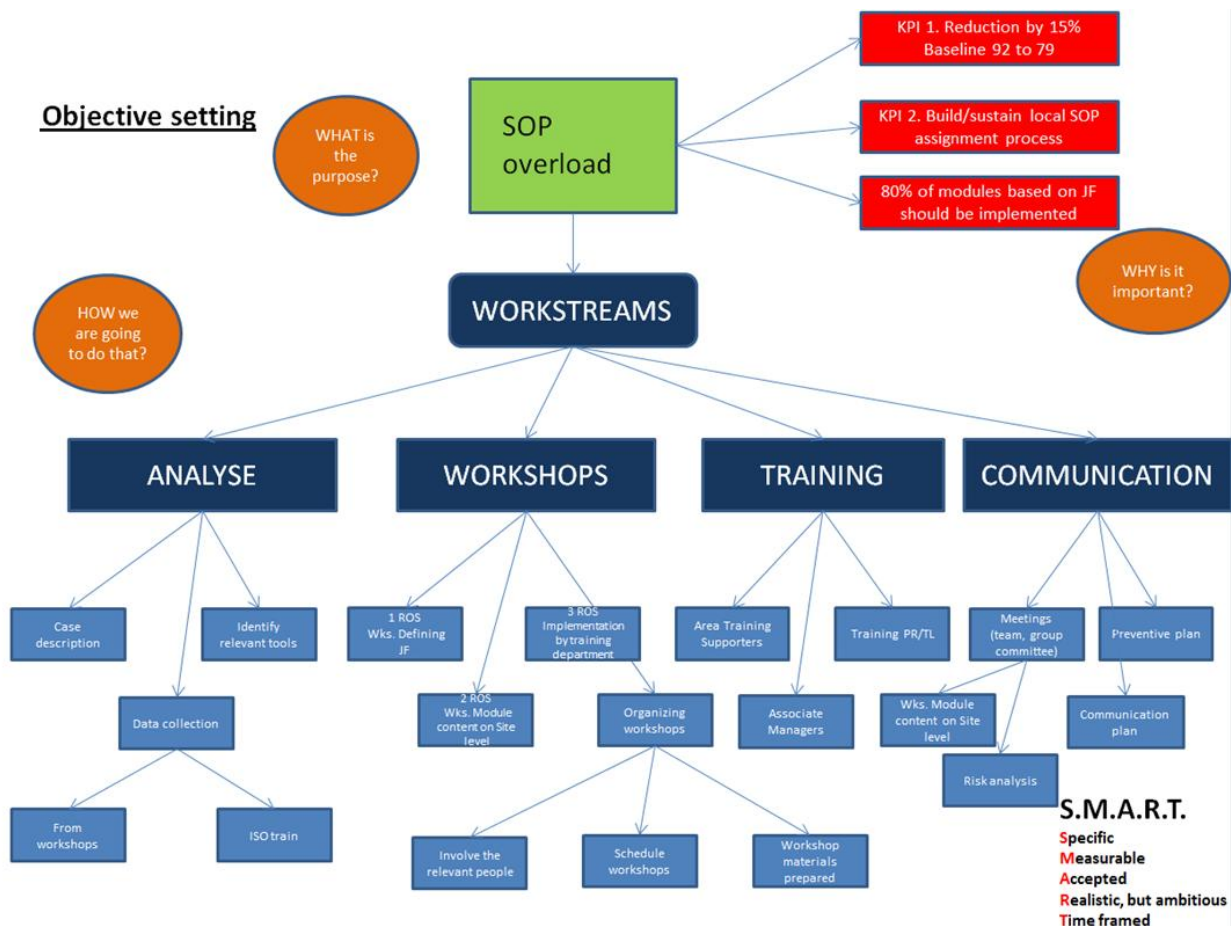 Objective setting
WHAT is
the
purpose?
SOP
overload
KPI 1. Reduction by 15%
Baseline 92 to 79
KPI 2. Build/sustain local SOP
assignment process
80% of modules based on JF
should be implemented
WHY is it
important?
HOW we
are going
to do that?
WORKSTREAMS
ANALYSE
WORKSHOPS
TRAINING
COMMUNICATION
Case
description
Identify
relevant tools
Data collection
From
workshops
ISO train
1 ROS
Wks. Defining
JF
3 ROS
Implementation
by training
department
2 ROS
Wks. Module
content on Site
level
Organizing
workshops
Involve the
relevant people
Schedule
workshops
Workshop
materials
prepared
Area Training
Supporters
Training PR/TL
Associate
Managers
Meetings
(team, group
committee)
Preventive plan
Wks. Module
content on Site
level
Communication
plan
Risk analysis
S.M.A.R.T.
Specific
Measurable
Accepted
Realistic, but ambitious
Time framed